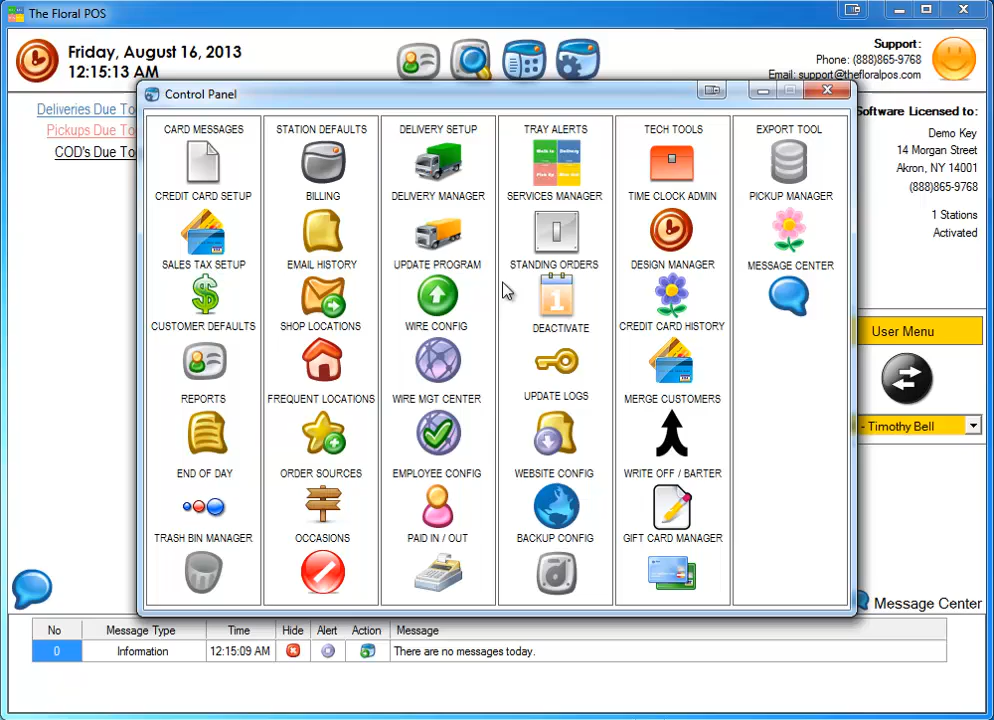 The Floral POS
Friday, August 16, 2013
12:15:13 AM
Support:
Phone: (888)865-9768
Email: support@thefloralpos.com
Control Panel
Deliveries Due To
Pickups Due To
COD's Due To
Software Licensed to:
Demo Key
14 Morgan Street
Akron, NY 14001
(888)865-9768
1 Stations
Activated
CARD MESSAGES
STATION DEFAULTS
DELIVERY SETUP
TRAY ALERTS
TECH TOOLS
EXPORT TOOL
Walk In
Delivery
Pick Up
CREDIT CARD SETUP
BILLING
DELIVERY MANAGER
SERVICES MANAGER
TIME CLOCK ADMIN
PICKUP MANAGER
SALES TAX SETUP
EMAIL HISTORY
UPDATE PROGRAM
STANDING ORDERS
DESIGN MANAGER
MESSAGE CENTER
1
CUSTOMER DEFAULTS
SHOP LOCATIONS
WIRE CONFIG
DEACTIVATE
CREDIT CARD HISTORY
REPORTS
FREQUENT LOCATIONS
WIRE MGT CENTER
UPDATE LOGS
MERGE CUSTOMERS
END OF DAY
ORDER SOURCES
EMPLOYEE CONFIG
WEBSITE CONFIG
WRITE OFF / BARTER
TRASH BIN MANAGER
OCCASIONS
PAID IN / OUT
BACKUP CONFIG
GIFT CARD MANAGER
User Menu
- Timothy Bell
Message Center
No Message Type Time Hide Alert Action Message
0 Information 12:15:09 AM There are no messages today.